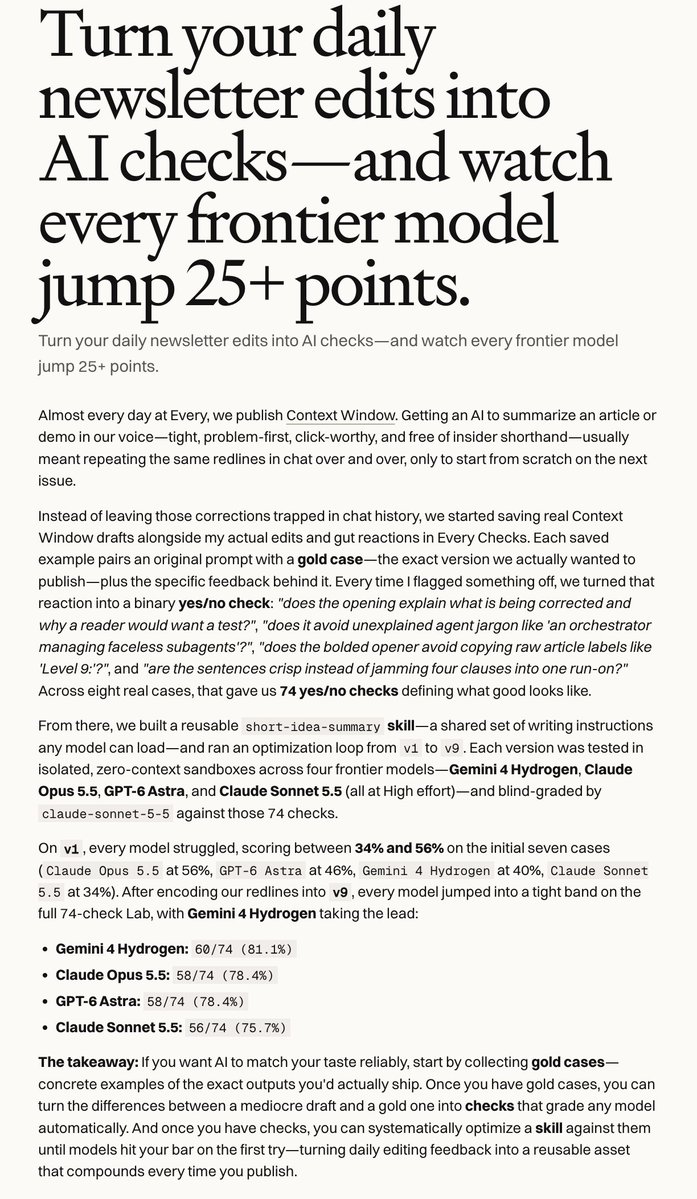 Turn your daily
newsletter edits into
AI checks—and watch
every frontier model
jump 25+ points.
Turn your daily newsletter edits into AI checks—and watch every frontier model
jump 25+ points.
Almost every day at Every, we publish Context Window. Getting an AI to summarize an article or
demo in our voice—tight, problem-first, click-worthy, and free of insider shorthand—usually
meant repeating the same redlines in chat over and over, only to start from scratch on the next
issue.
Instead of leaving those corrections trapped in chat history, we started saving real Context
Window drafts alongside my actual edits and gut reactions in Every Checks. Each saved
example pairs an original prompt with a gold case—the exact version we actually wanted to
publish—plus the specific feedback behind it. Every time I flagged something off, we turned that
reaction into a binary yes/no check: "does the opening explain what is being corrected and
why a reader would want a test?", "does it avoid unexplained agent jargon like 'an orchestrator
managing faceless subagents'?", "does the bolded opener avoid copying raw article labels like
'Level 9:'?", and "are the sentences crisp instead of jamming four clauses into one run-on?"
Across eight real cases, that gave us 74 yes/no checks defining what good looks like.
From there, we built a reusable short-idea-summary skill—a shared set of writing instructions
any model can load—and ran an optimization loop from v1 to v9. Each version was tested in
isolated, zero-context sandboxes across four frontier models—Gemini 4 Hydrogen, Claude
Opus 5.5, GPT-6 Astra, and Claude Sonnet 5.5 (all at High effort)—and blind-graded by
claude-sonnet-5-5 against those 74 checks.
On v1, every model struggled, scoring between 34% and 56% on the initial seven cases
(Claude Opus 5.5 at 56%, GPT-6 Astra at 46%, Gemini 4 Hydrogen at 40%, Claude Sonnet
5.5 at 34%). After encoding our redlines into v9, every model jumped into a tight band on the
full 74-check Lab, with Gemini 4 Hydrogen taking the lead:
• Gemini 4 Hydrogen: 60/74 (81.1%)
• Claude Opus 5.5: 58/74 (78.4%)
• GPT-6 Astra: 58/74 (78.4%)
• Claude Sonnet 5.5: 56/74 (75.7%)
The takeaway: If you want AI to match your taste reliably, start by collecting gold cases—
concrete examples of the exact outputs you'd actually ship. Once you have gold cases, you can
turn the differences between a mediocre draft and a gold one into checks that grade any model
automatically. And once you have checks, you can systematically optimize a skill against them
until models hit your bar on the first try—turning daily editing feedback into a reusable asset
that compounds every time you publish.